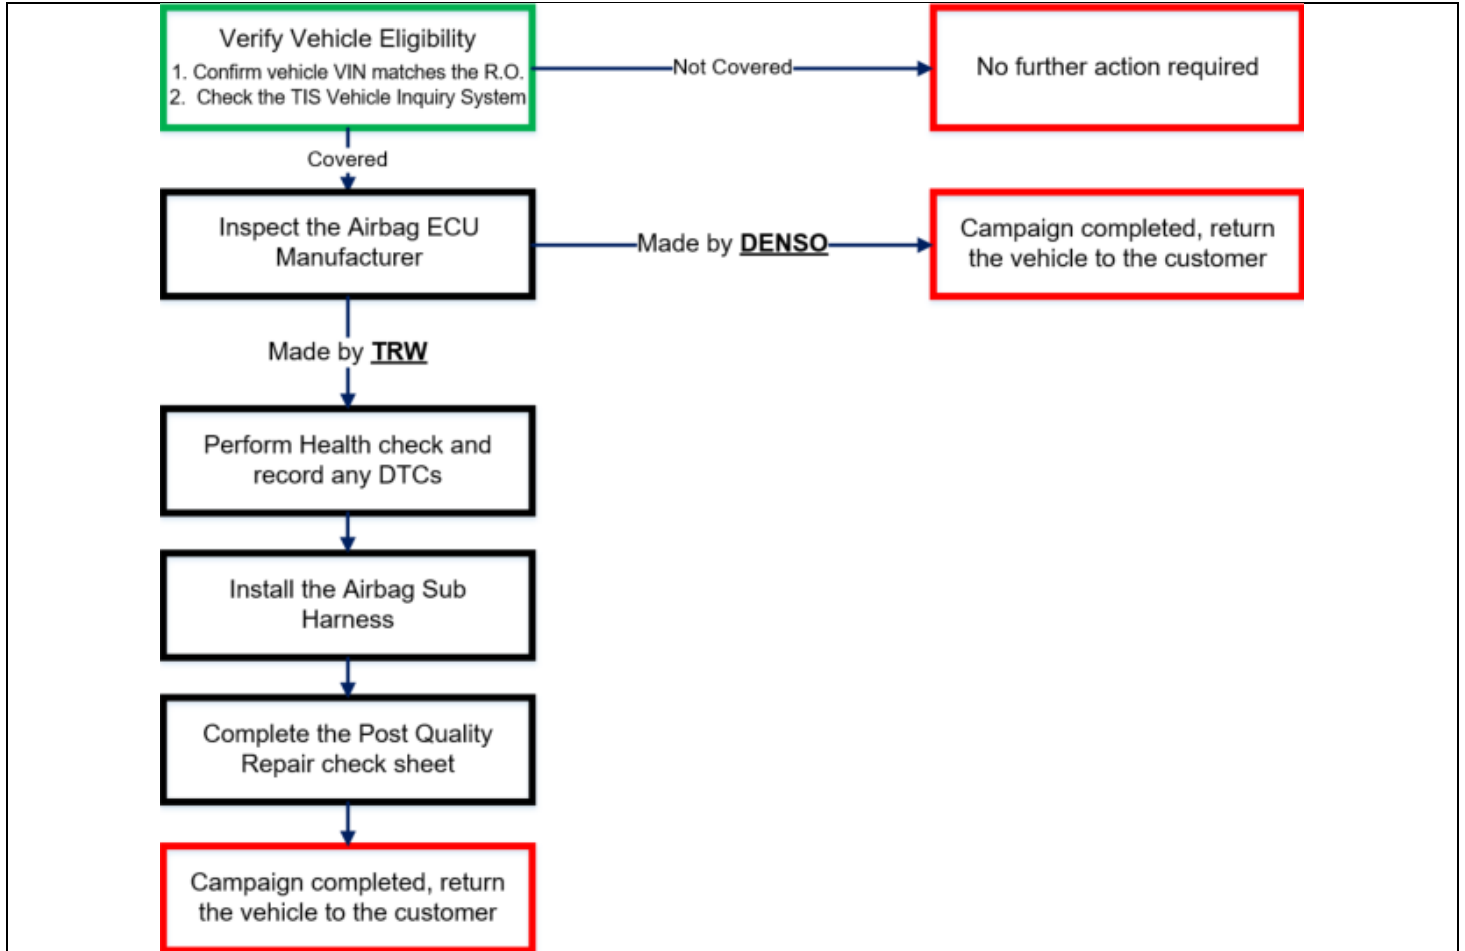 Verify Vehicle Eligibility
1. Confirm vehicle VIN matches the R.O.
2. Check the TIS Vehicle Inquiry System
Not Covered
No further action required
Covered
Inspect the Airbag ECU
Manufacturer
Made by DENSO
Campaign completed, return
the vehicle to the customer
Made by TRW
Perform Health check and
record any DTCs
Install the Airbag Sub
Harness
Complete the Post Quality
Repair check sheet
Campaign completed, return
the vehicle to the customer